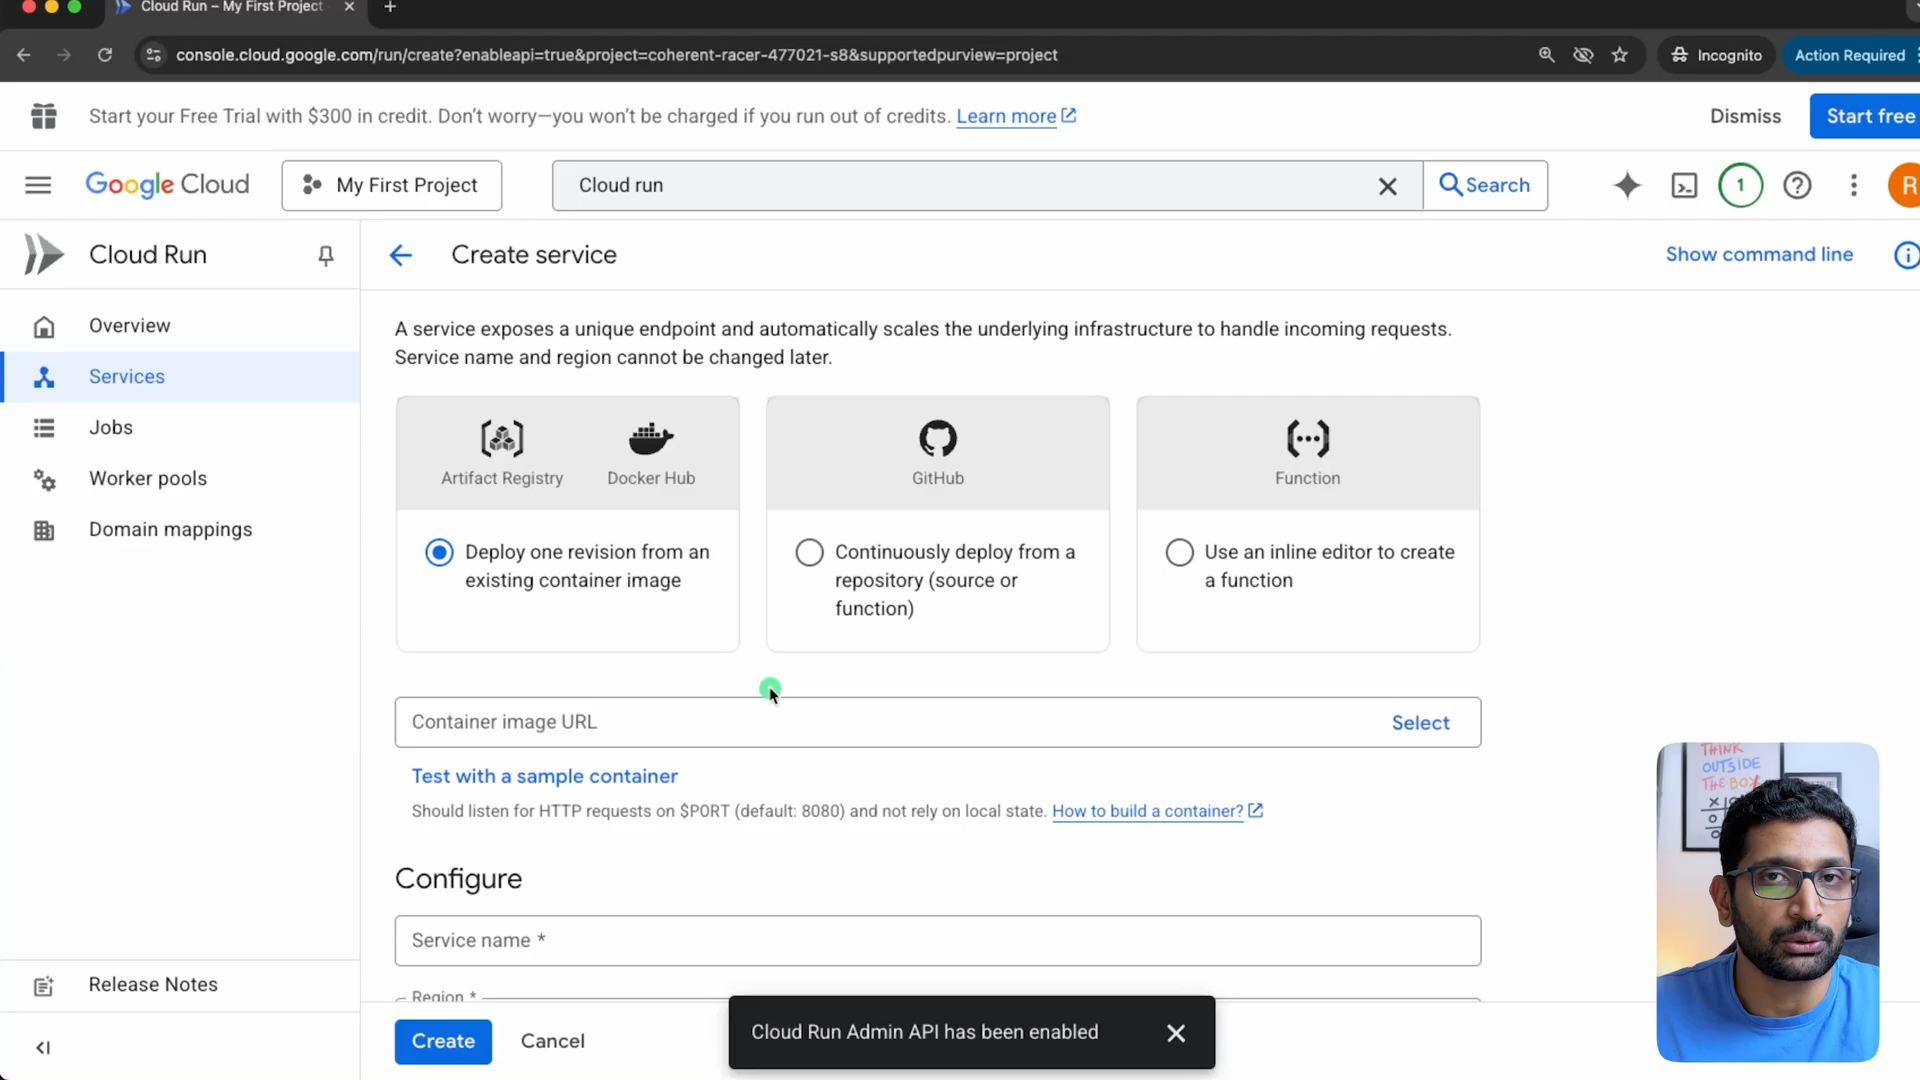 Cloud Run – My First Project
console.cloud.google.com/run/create?enableapi=true&project=coherent-racer-477021-s8&supportedpurview=project
Incognito
Action Required
Start your Free Trial with $300 in credit. Don't worry—you won't be charged if you run out of credits. Learn more
Dismiss
Start free
Google Cloud
My First Project
Cloud run
Search
1
R
Cloud Run
Create service
Show command line
Overview
Services
Jobs
Worker pools
Domain mappings
A service exposes a unique endpoint and automatically scales the underlying infrastructure to handle incoming requests.
Service name and region cannot be changed later.
Artifact Registry
Docker Hub
GitHub
Function
Deploy one revision from an
existing container image
Continuously deploy from a
repository (source or
function)
Use an inline editor to create
a function
Container image URL
Select
Test with a sample container
Should listen for HTTP requests on $PORT (default: 8080) and not rely on local state. How to build a container?
Configure
Service name *
Region *
Release Notes
Create
Cancel
Cloud Run Admin API has been enabled
THINK
OUTSIDE
THE BOX